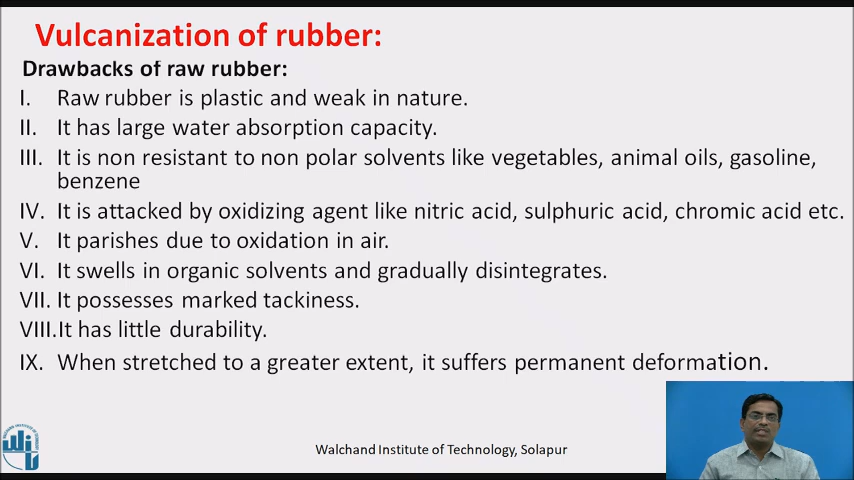 Vulcanization of rubber:
Drawbacks of raw rubber:
I. Raw rubber is plastic and weak in nature.
II. It has large water absorption capacity.
III. It is non resistant to non polar solvents like vegetables, animal oils, gasoline,
benzene
IV. It is attacked by oxidizing agent like nitric acid, sulphuric acid, chromic acid etc.
V. It parishes due to oxidation in air.
VI. It swells in organic solvents and gradually disintegrates.
VII. It possesses marked tackiness.
VIII.It has little durability.
IX. When stretched to a greater extent, it suffers permanent deformation.
Walchand Institute of Technology, Solapur